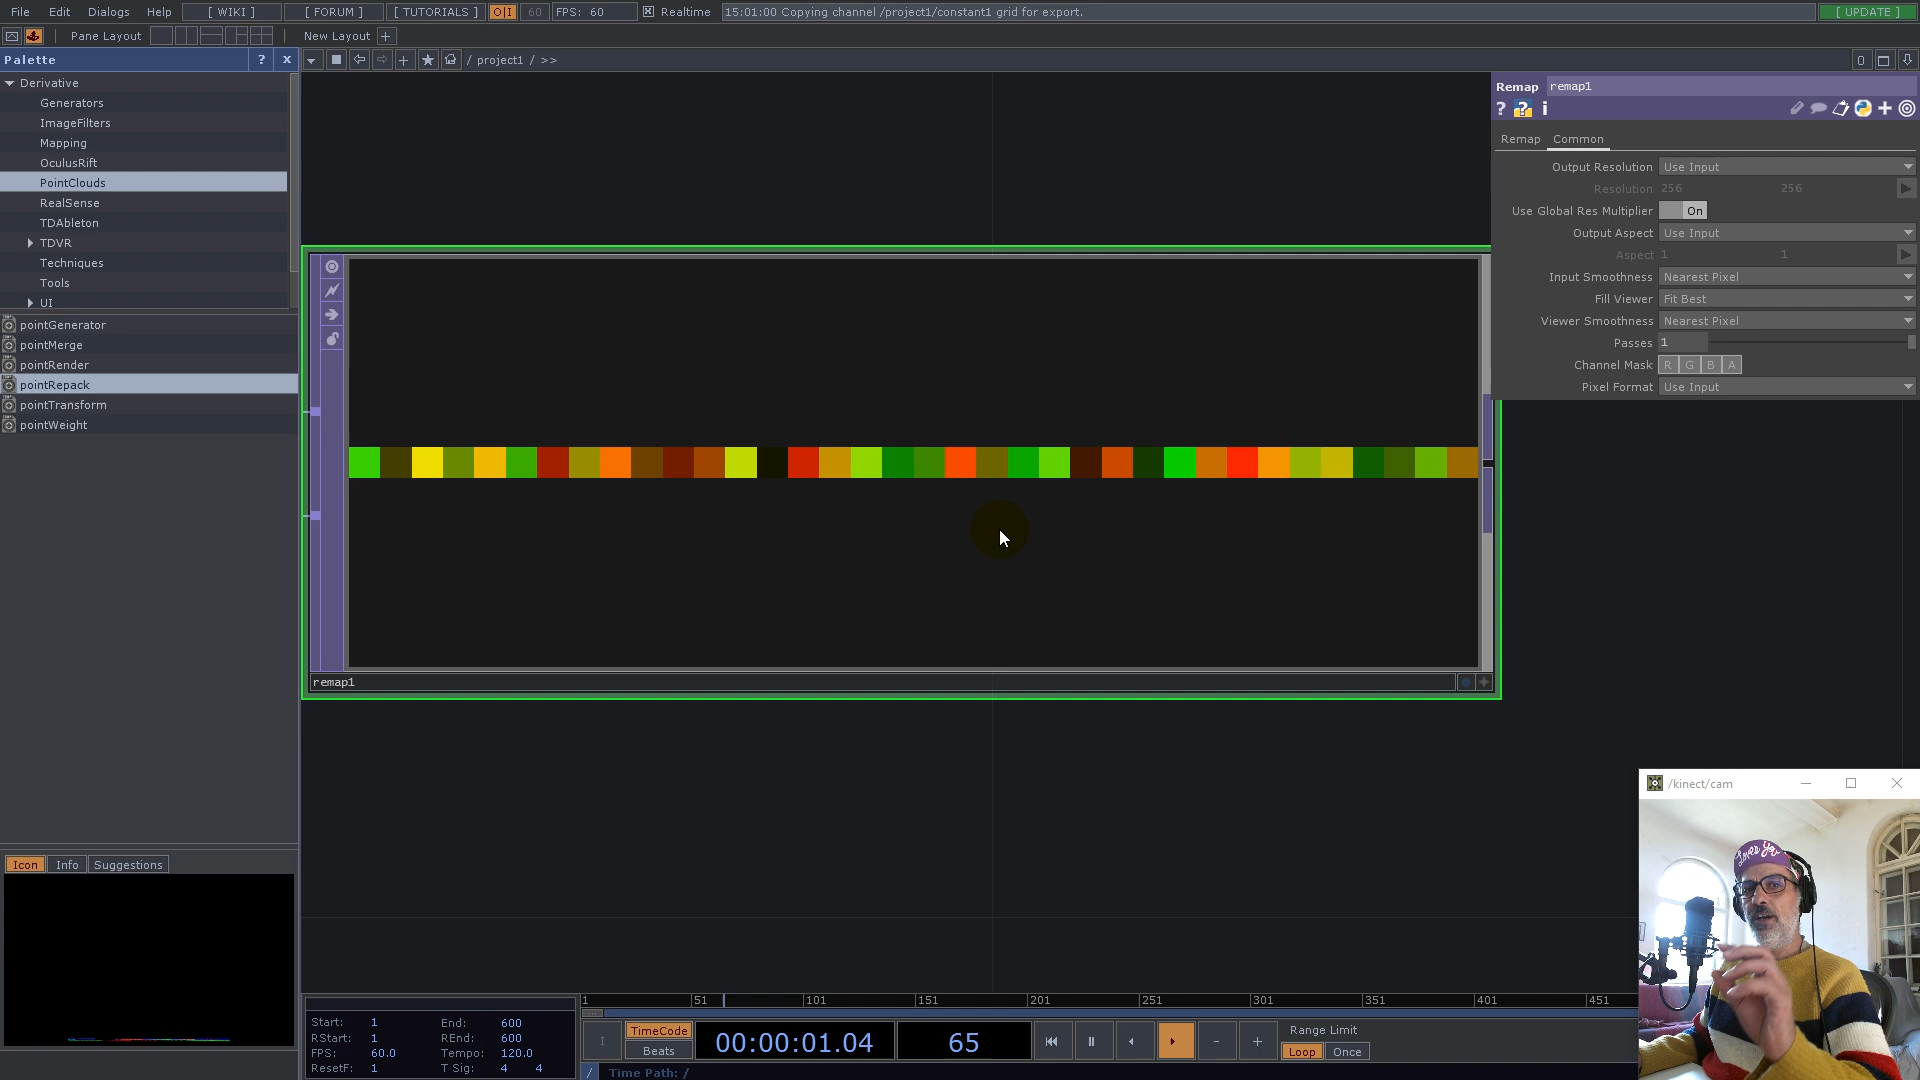 File Edit Dialogs Help [ WIKI ] [ FORUM ] [ TUTORIALS ] O|I 60 FPS: 60 Realtime 15:01:00 Copying channel /project1/constant1 grid for export. [ UPDATE ]
Pane Layout New Layout +
Palette ? x / project1 / >> 0
Derivative
Generators
ImageFilters
Mapping
OculusRift
PointClouds
RealSense
TDAbleton
TDVR
Techniques
Tools
UI
pointGenerator
pointMerge
pointRender
pointRepack
pointTransform
pointWeight
Icon Info Suggestions
remap1
Remap remap1
? ? i
Remap Common
Output Resolution Use Input
Resolution 256 256
Use Global Res Multiplier On
Output Aspect Use Input
Aspect 1 1
Input Smoothness Nearest Pixel
Fill Viewer Fit Best
Viewer Smoothness Nearest Pixel
Passes 1
Channel Mask R G B A
Pixel Format Use Input
/kinect/cam
Loves You
1 51 101 151 201 251 301 351 401 451
Start: 1 End: 600
RStart: 1 REnd: 600
FPS: 60.0 Tempo: 120.0
ResetF: 1 T Sig: 4 4
TimeCode
Beats
00:00:01.04 65
Range Limit
Loop Once
/ Time Path: /